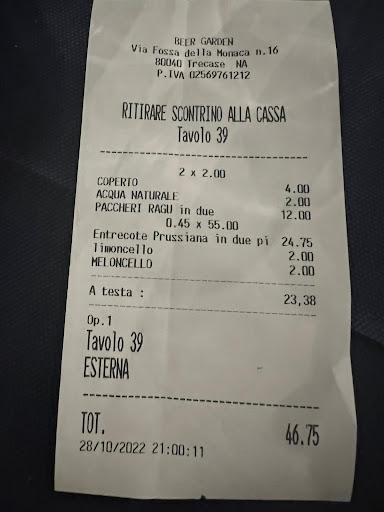 BEER GARDEN
Via Fossa della Monaca n.16
80040 Trecase NA
P.IVA 02569761212
RITIRARE SCONTRINO ALLA CASSA
Tavolo 39
2 x 2.00
COPERTO 4.00
ACQUA NATURALE 2.00
PACCHERI RAGU in due 12.00
0.45 x 55.00
Entrecote Prussiana in due pi 24.75
limoncello 2.00
MELONCELLO 2.00
A testa : 23,38
Op.1
Tavolo 39
ESTERNA
TOT. 46.75
28/10/2022 21:00:11